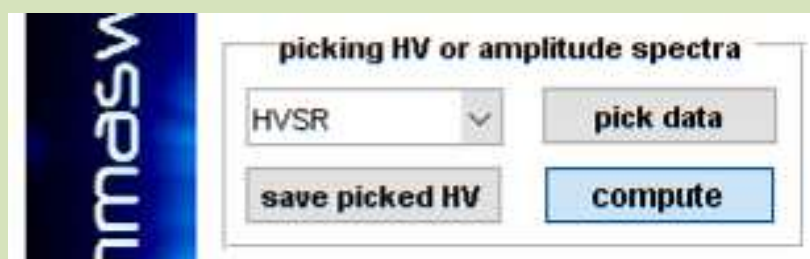 picking HV or amplitude spectra
HVSR
pick data
save picked HV
compute